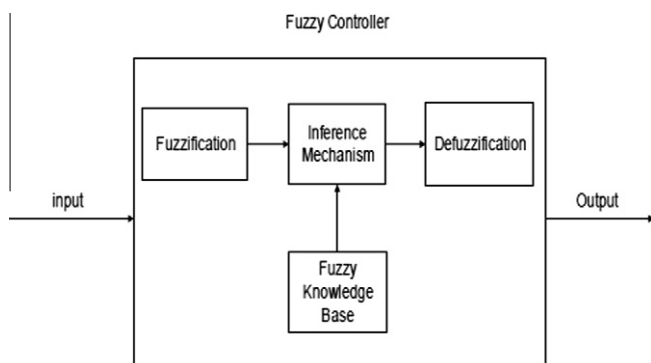 Fuzzy Controller
Fuzzification
Inference
Mechanism
Defuzzification
input
Output
Fuzzy
Knowledge
Base